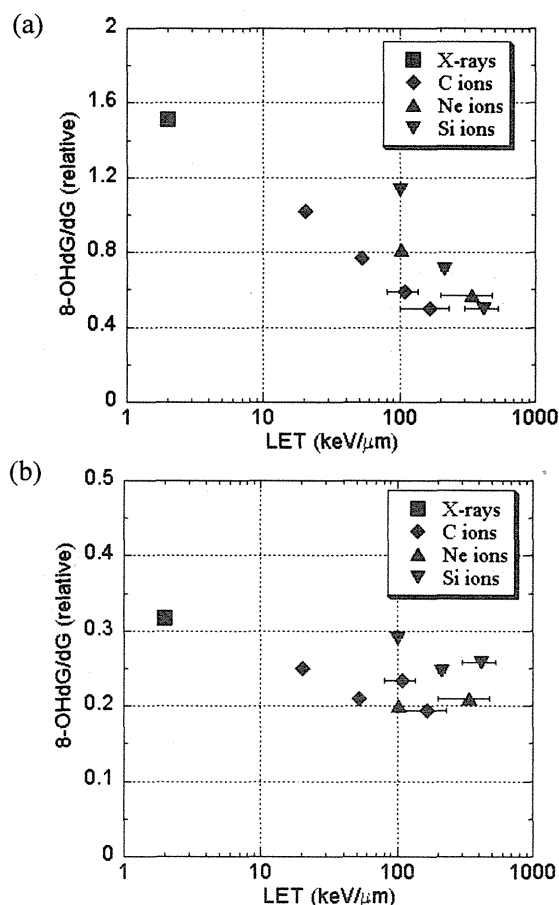 (a)
2
1.6
1.2
0.8
0.4
0
8-OHdG/dG (relative)
X-rays
C ions
Ne ions
Si ions
1 10 100 1000
LET (keV/μm)
(b)
0.5
0.4
0.3
0.2
0.1
0
8-OHdG/dG (relative)
X-rays
C ions
Ne ions
Si ions
1 10 100 1000
LET (keV/μm)